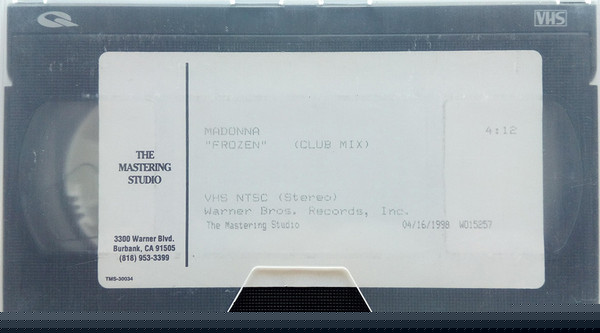 VHS
MADONNA 4:12
"FROZEN" (CLUB MIX)
THE
MASTERING
STUDIO
VHS NTSC (Stereo)
Warner Bros. Records, Inc.
The Mastering Studio 04/16/1998 WO15257
3300 Warner Blvd.
Burbank, CA 91505
(818) 953-3399
TMS-30034